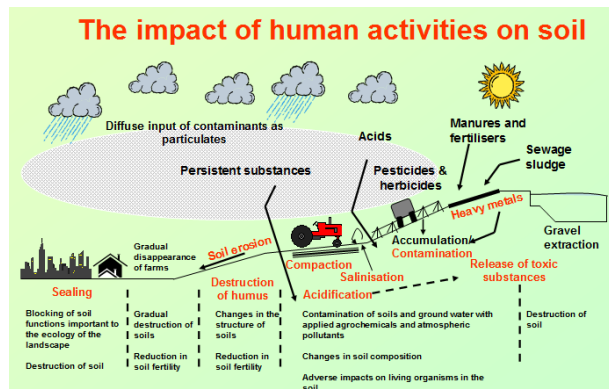 The impact of human activities on soil
Diffuse input of contaminants as
particulates
Acids
Manures and
fertilisers
Sewage
sludge
Persistent substances
Pesticides &
herbicides
Heavy metals
Gravel
extraction
Gradual
disappearance
of farms
Soil erosion
Compaction
Accumulation/
Contamination
Salinisation
Release of toxic
substances
Sealing
Destruction
of humus
Acidification
Blocking of soil
functions important to
the ecology of the
landscape
Destruction of soil
Gradual
destruction of
soils
Reduction in
soil fertility
Changes in the
structure of
soils
Reduction in
soil fertility
Contamination of soils and ground water with
applied agrochemicals and atmospheric
pollutants
Changes in soil composition
Adverse impacts on living organisms in
the soil
Destruction of
soil